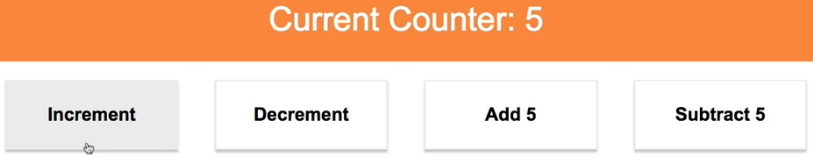 Current Counter: 5
Increment
Decrement
Add 5
Subtract 5